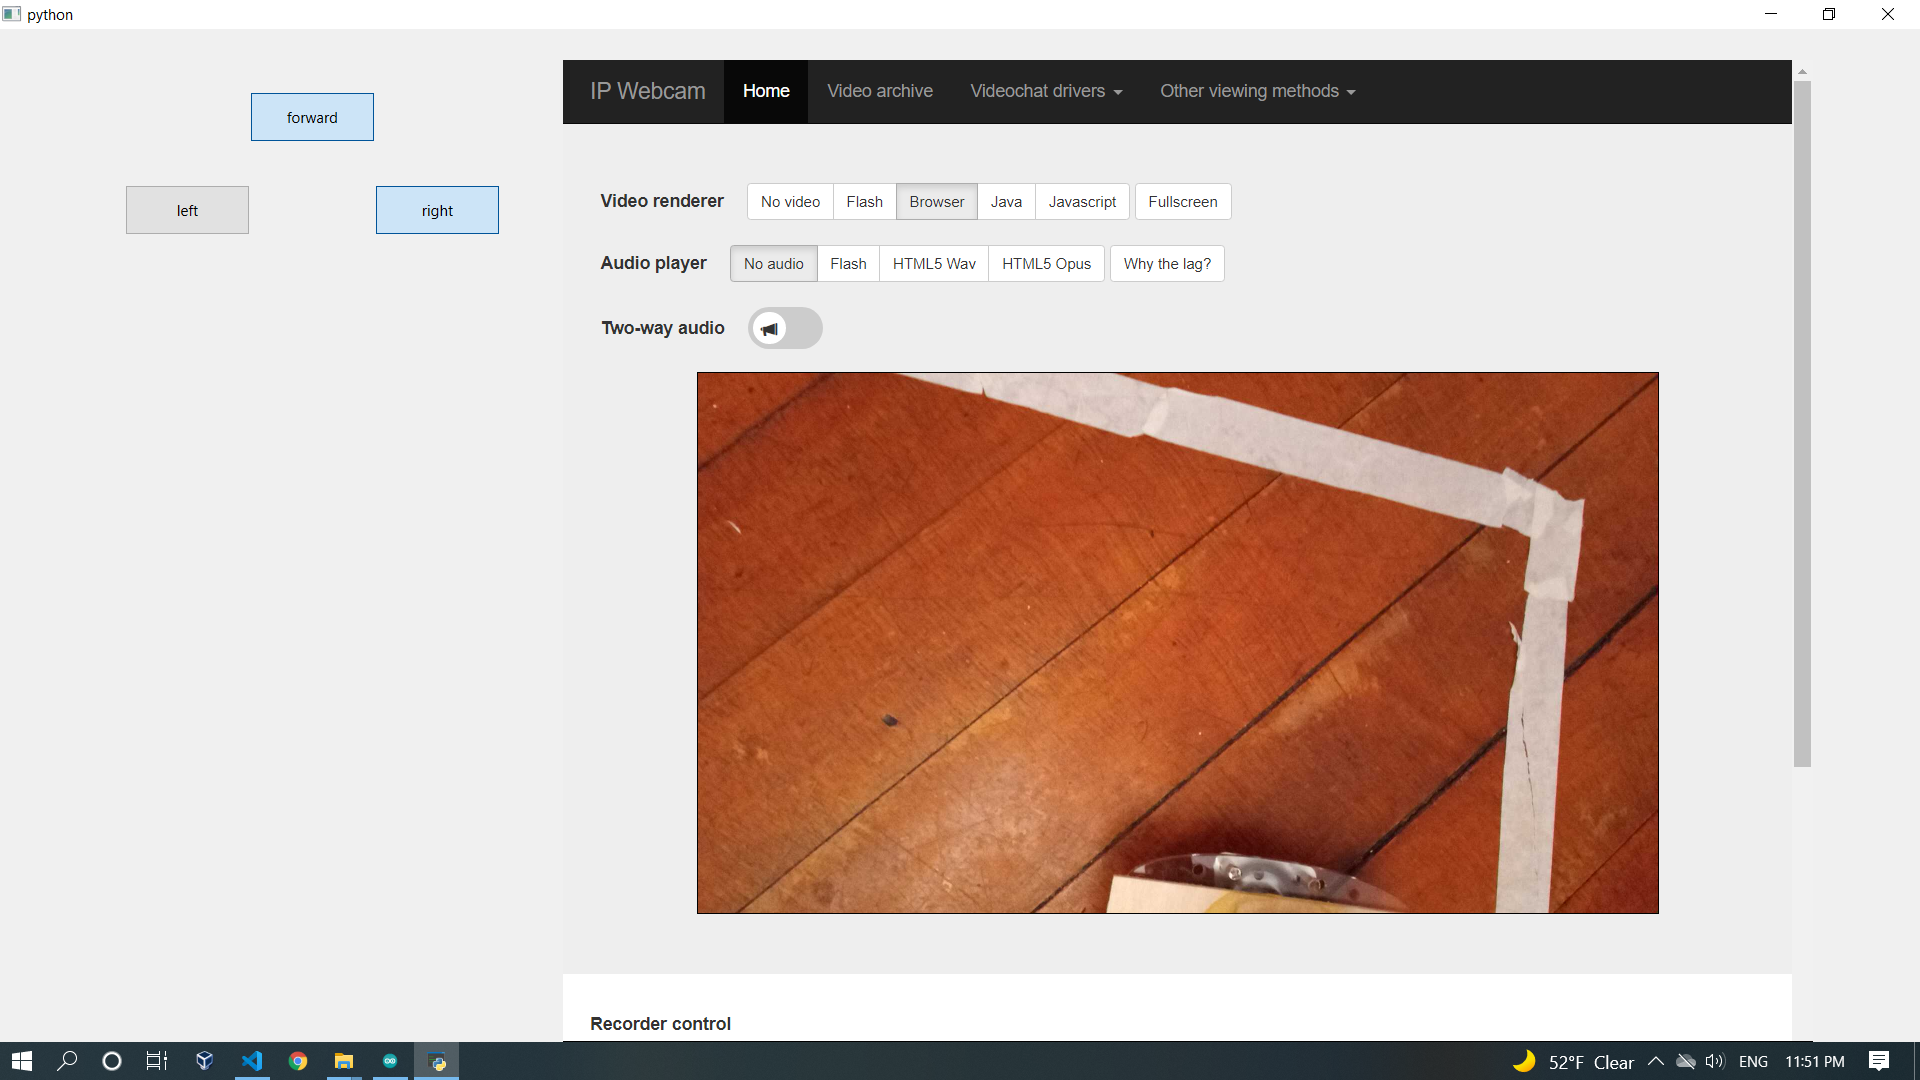 python
forward
left
right
IP Webcam Home Video archive Videochat drivers Other viewing methods
Video renderer No video Flash Browser Java Javascript Fullscreen
Audio player No audio Flash HTML5 Wav HTML5 Opus Why the lag?
Two-way audio
Recorder control
52°F Clear ENG 11:51 PM